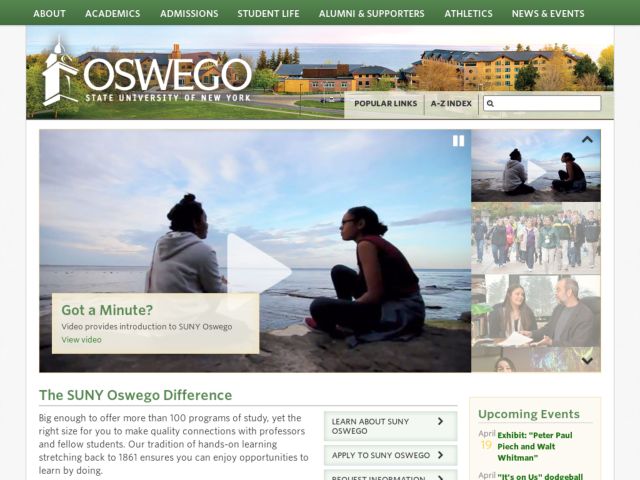 ABOUT ACADEMICS ADMISSIONS STUDENT LIFE ALUMNI & SUPPORTERS ATHLETICS NEWS & EVENTS
OSWEGO
STATE UNIVERSITY OF NEW YORK
POPULAR LINKS A-Z INDEX
Got a Minute?
Video provides introduction to SUNY Oswego
View video
The SUNY Oswego Difference
Big enough to offer more than 100 programs of study, yet the
right size for you to make quality connections with professors
and fellow students. Our tradition of hands-on learning
stretching back to 1861 ensures you can enjoy opportunities to
learn by doing.
LEARN ABOUT SUNY
OSWEGO
APPLY TO SUNY OSWEGO
REQUEST INFORMATION
Upcoming Events
April
19
Exhibit: "Peter Paul
Piech and Walt
Whitman"
April
"It's on Us" dodgeball